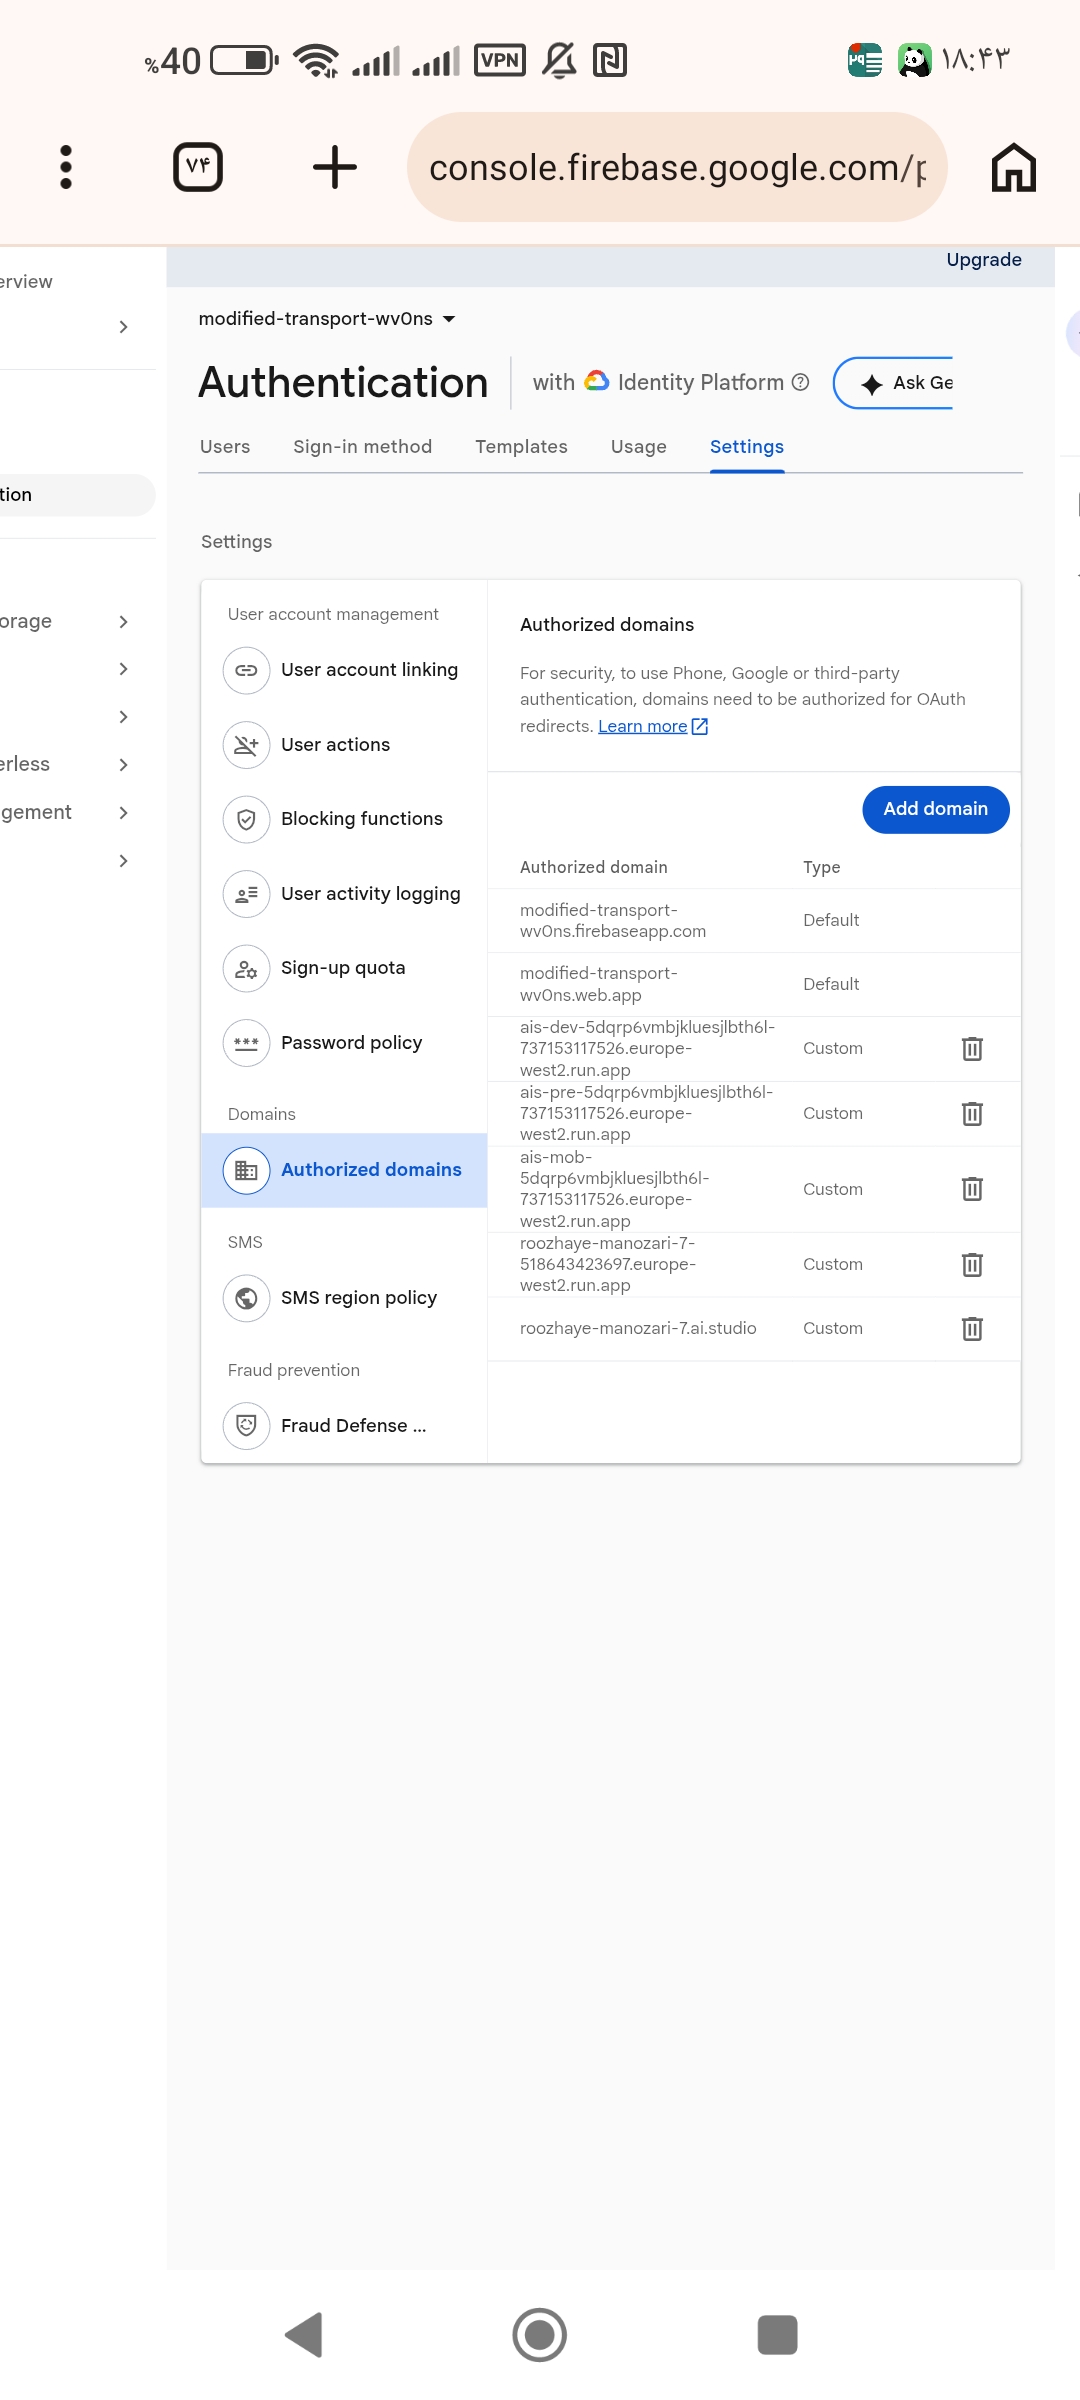 %40 VPN ۱۸:۴۳
۷۴ console.firebase.google.com/p
Upgrade
erview
modified-transport-wv0ns
Authentication with Identity Platform Ask Ge
Users Sign-in method Templates Usage Settings
tion
Settings
orage
erless
gement
User account management
User account linking
User actions
Blocking functions
User activity logging
Sign-up quota
Password policy
Domains
Authorized domains
SMS
SMS region policy
Fraud prevention
Fraud Defense ...
Authorized domains
For security, to use Phone, Google or third-party
authentication, domains need to be authorized for OAuth
redirects. Learn more
Add domain
Authorized domain Type
modified-transport-
wv0ns.firebaseapp.com Default
modified-transport-
wv0ns.web.app Default
ais-dev-5dqrp6vmbjkluesjlbth6l-
737153117526.europe- Custom
west2.run.app
ais-pre-5dqrp6vmbjkluesjlbth6l-
737153117526.europe- Custom
west2.run.app
ais-mob-
5dqrp6vmbjkluesjlbth6l- Custom
737153117526.europe-
west2.run.app
roozhaye-manozari-7-
518643423697.europe- Custom
west2.run.app
roozhaye-manozari-7.ai.studio Custom